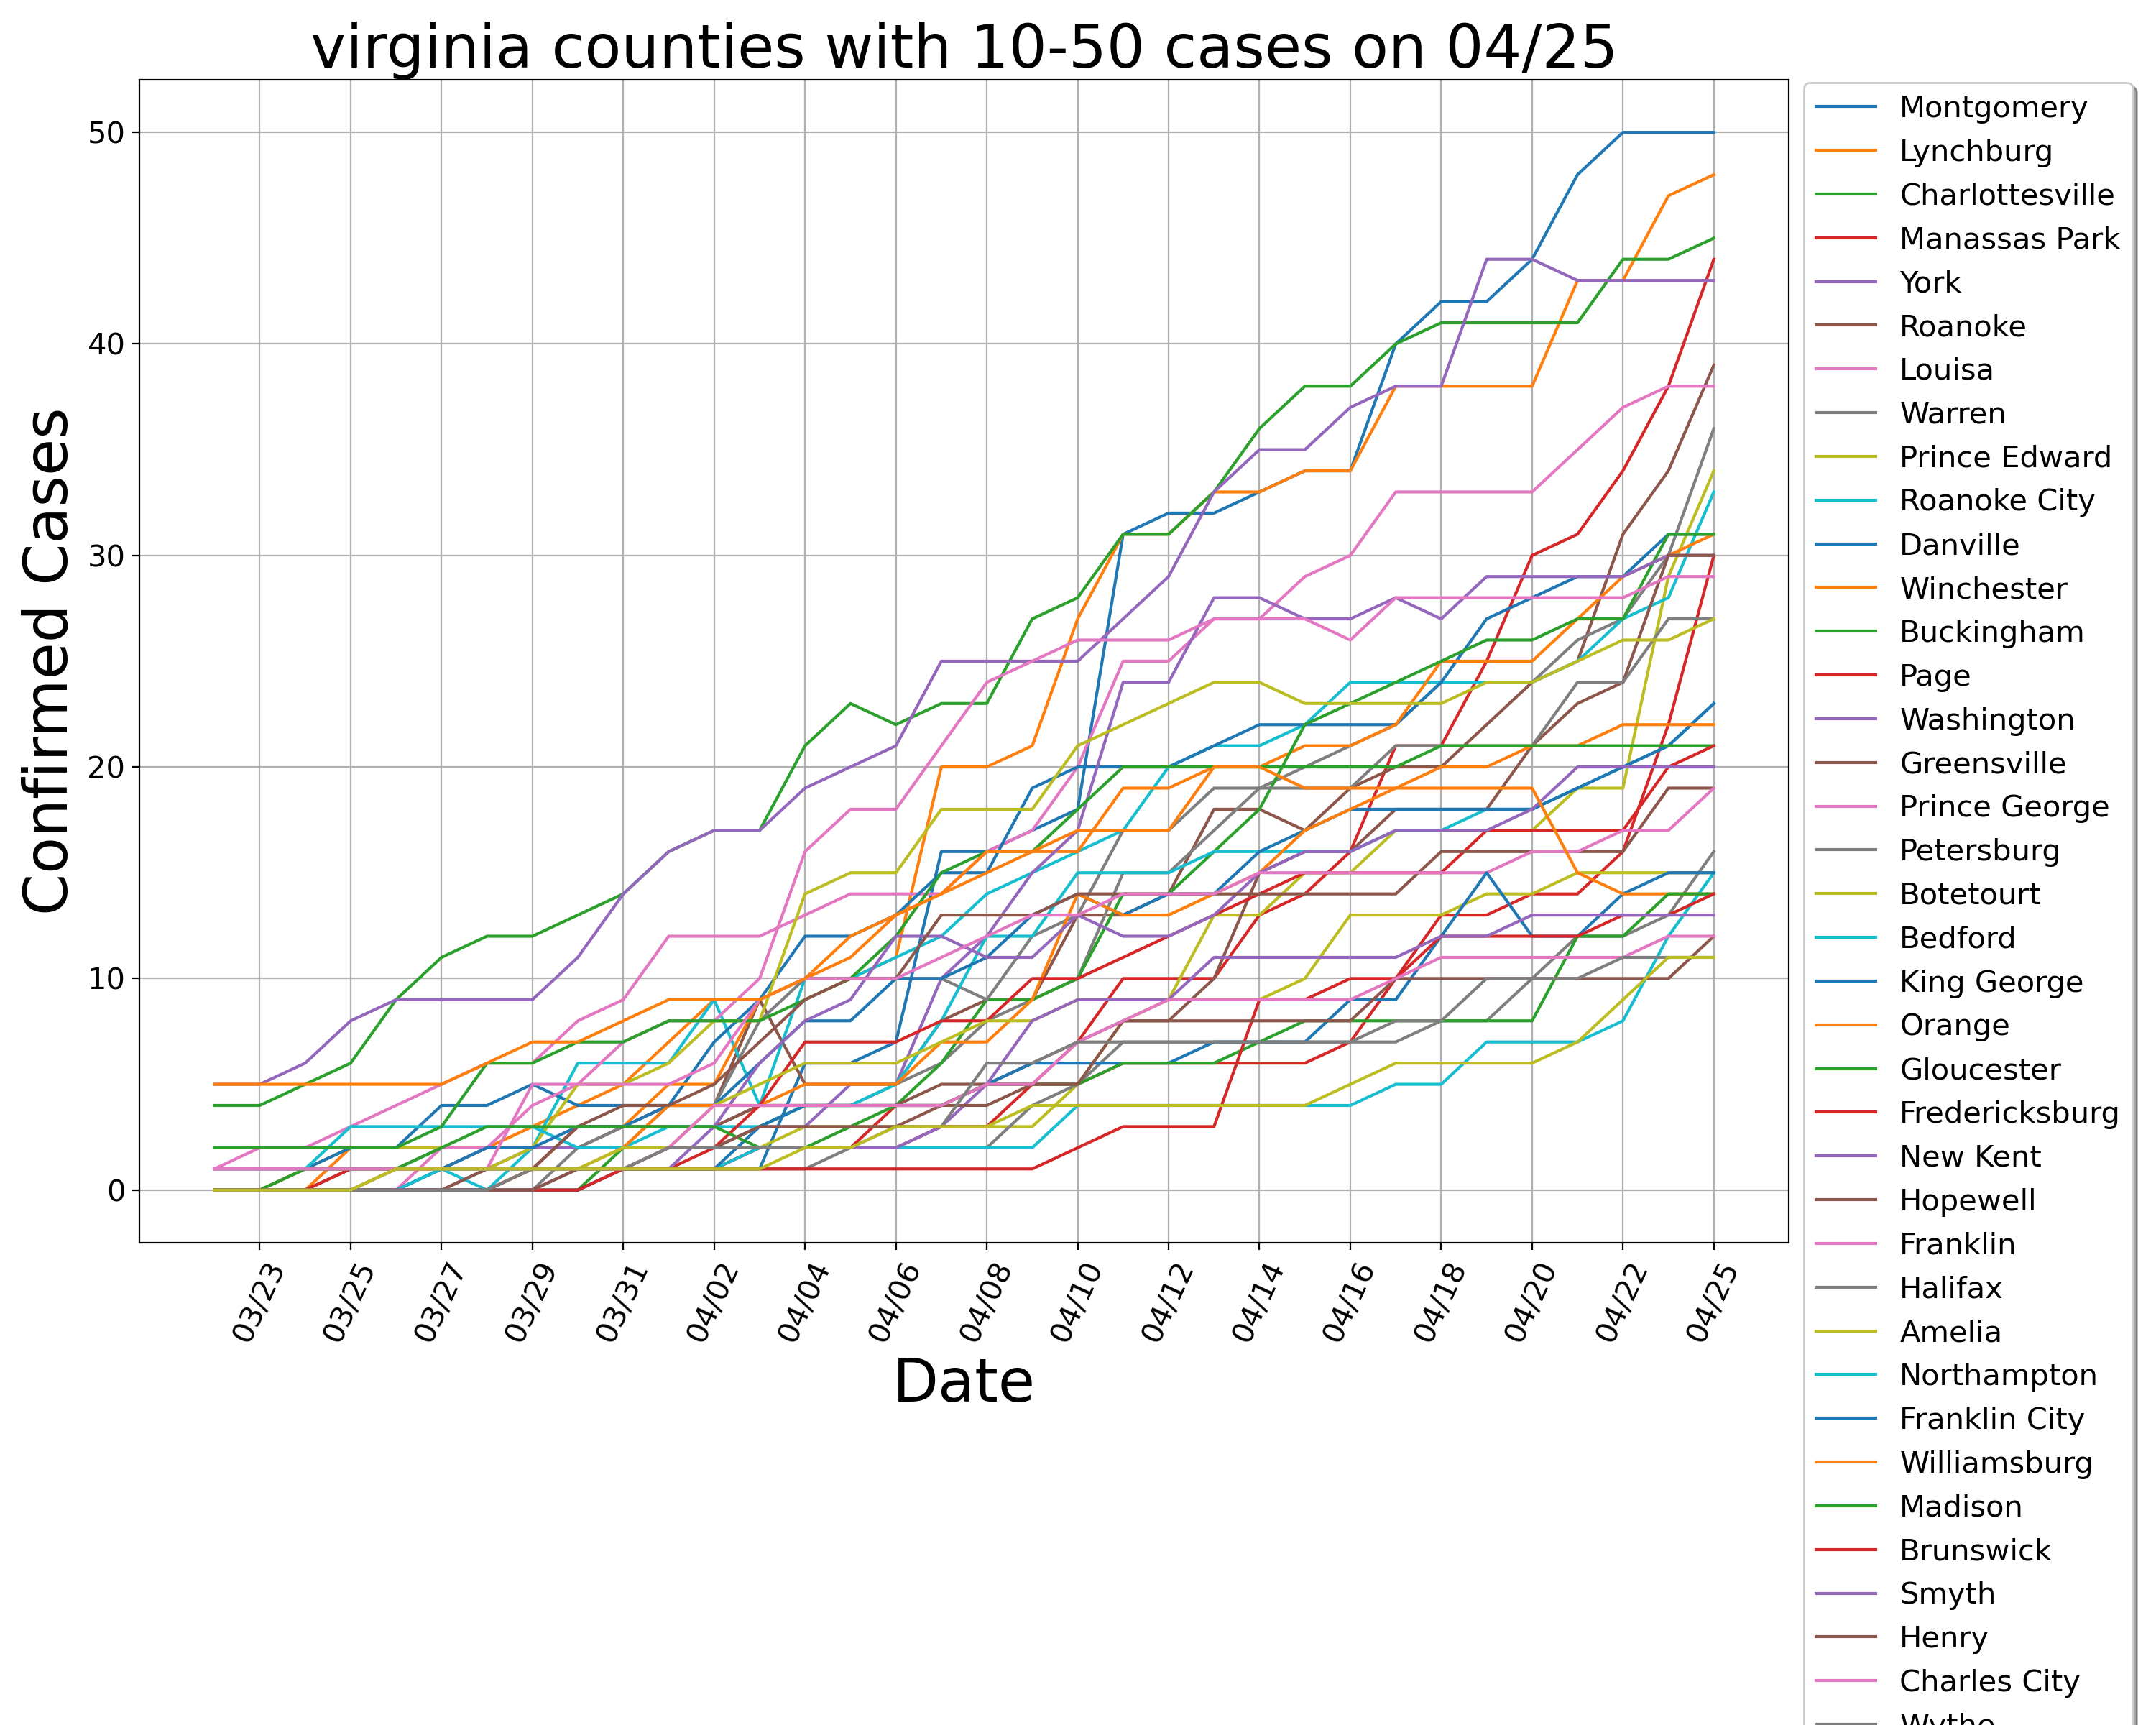 virginia counties with 10-50 cases on 04/25
50
40
30
20
10
0
Confirmed Cases
03/23
03/25
03/27
03/29
03/31
04/02
04/04
04/06
04/08
04/10
04/12
04/14
04/16
04/18
04/20
04/22
04/25
Date
Montgomery
Lynchburg
Charlottesville
Manassas Park
York
Roanoke
Louisa
Warren
Prince Edward
Roanoke City
Danville
Winchester
Buckingham
Page
Washington
Greensville
Prince George
Petersburg
Botetourt
Bedford
King George
Orange
Gloucester
Fredericksburg
New Kent
Hopewell
Franklin
Halifax
Amelia
Northampton
Franklin City
Williamsburg
Madison
Brunswick
Smyth
Henry
Charles City